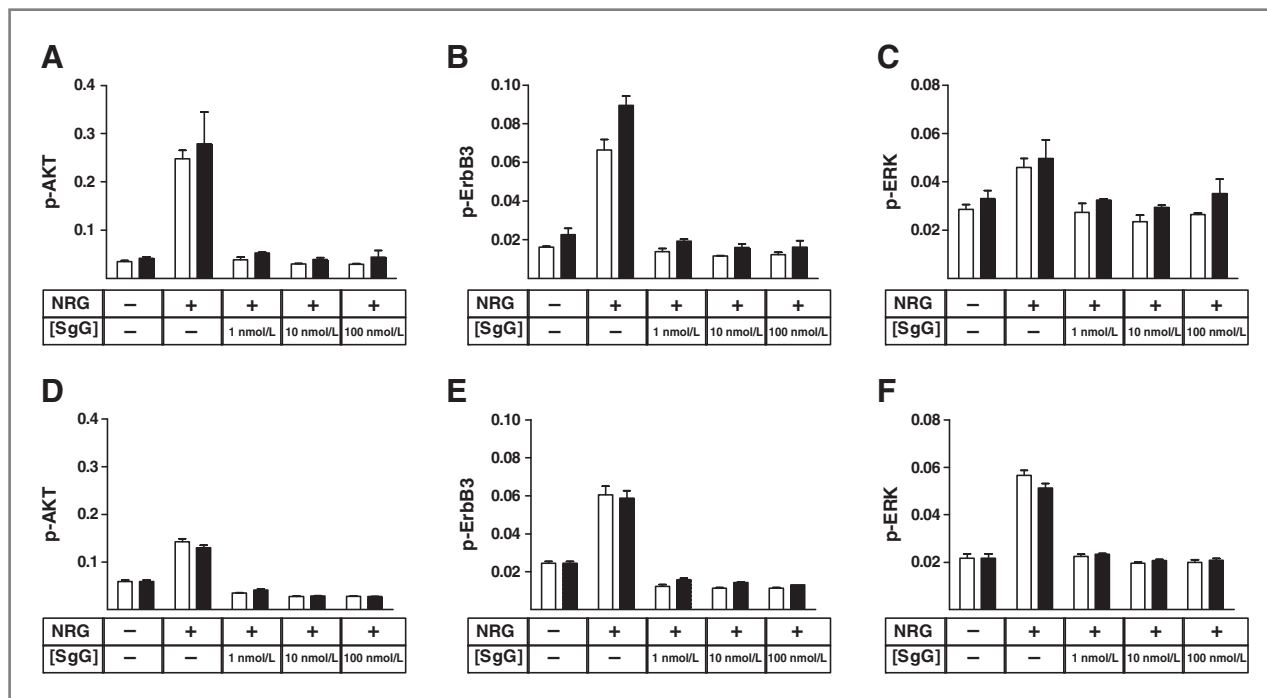 A
B
C
0.4
0.3
0.2
0.1
p-AKT
0.10
0.08
0.06
0.04
0.02
p-ErbB3
0.08
0.06
0.04
0.02
p-ERK
NRG – + + + +
[SgG] – – 1 nmol/L 10 nmol/L 100 nmol/L
NRG – + + + +
[SgG] – – 1 nmol/L 10 nmol/L 100 nmol/L
NRG – + + + +
[SgG] – – 1 nmol/L 10 nmol/L 100 nmol/L
D
E
F
0.4
0.3
0.2
0.1
p-AKT
0.10
0.08
0.06
0.04
0.02
p-ErbB3
0.08
0.06
0.04
0.02
p-ERK
NRG – + + + +
[SgG] – – 1 nmol/L 10 nmol/L 100 nmol/L
NRG – + + + +
[SgG] – – 1 nmol/L 10 nmol/L 100 nmol/L
NRG – + + + +
[SgG] – – 1 nmol/L 10 nmol/L 100 nmol/L